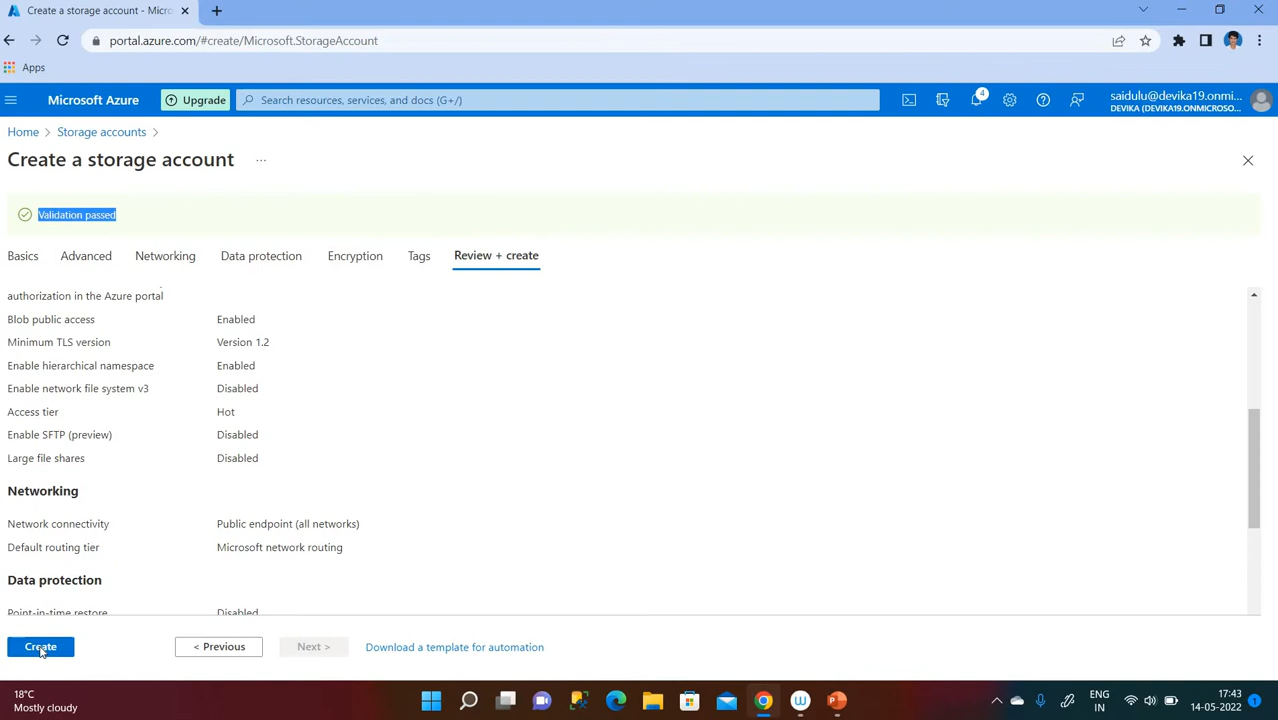 Create a storage account - Micro
portal.azure.com/#create/Microsoft.StorageAccount
Apps
Microsoft Azure
Upgrade
Search resources, services, and docs (G+/)
4
saidulu@devika19.onmi...
DEVIKA (DEVIKA19.ONMICROSO...
Home > Storage accounts >
Create a storage account ...
Validation passed
Basics Advanced Networking Data protection Encryption Tags Review + create
authorization in the Azure portal
Blob public access Enabled
Minimum TLS version Version 1.2
Enable hierarchical namespace Enabled
Enable network file system v3 Disabled
Access tier Hot
Enable SFTP (preview) Disabled
Large file shares Disabled
Networking
Network connectivity Public endpoint (all networks)
Default routing tier Microsoft network routing
Data protection
Point-in-time restore Disabled
Create < Previous Next > Download a template for automation
18°C
Mostly cloudy
ENG
IN
17:43
14-05-2022
1